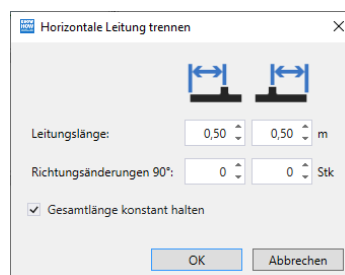 Horizontale Leitung trennen
Leitungslänge: 0,50 0,50 m
Richtungsänderungen 90°: 0 0 Stk
Gesamtlänge konstant halten
OK Abbrechen